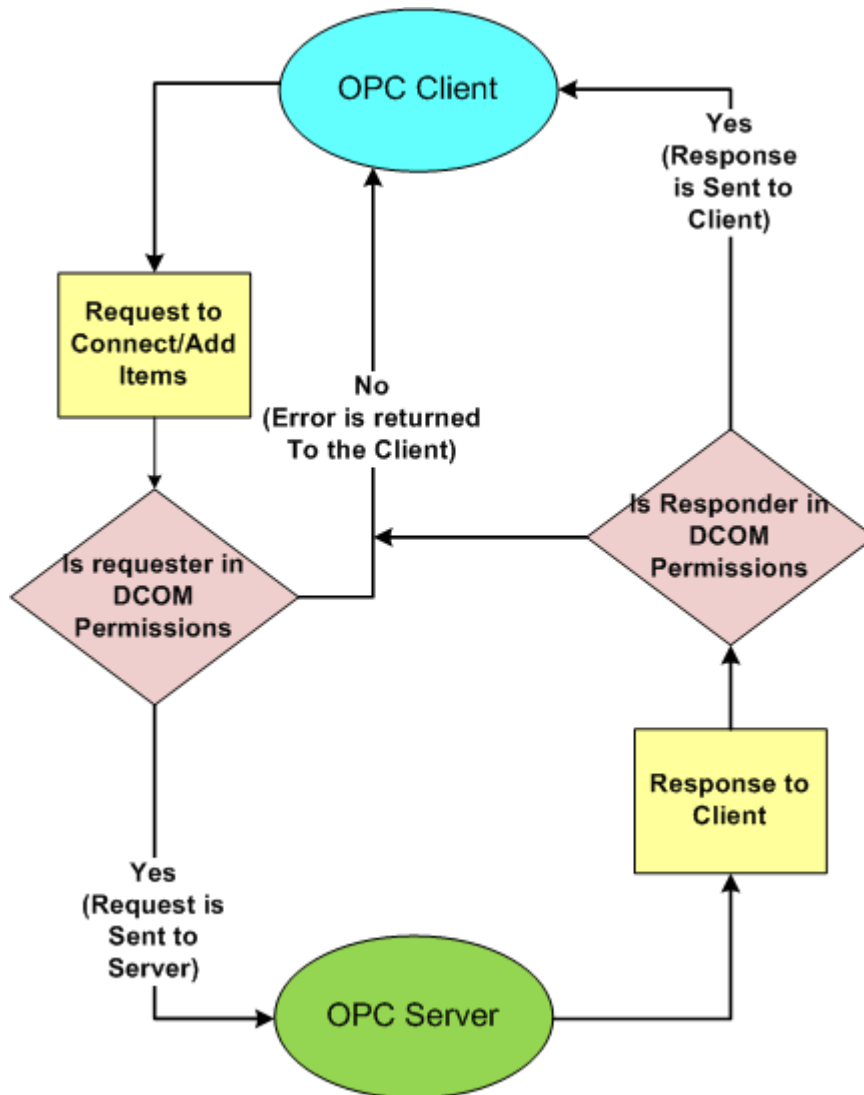 OPC Client
Yes
(Response
is Sent to
Client)
Request to
Connect/Add
Items
No
(Error is returned
To the Client)
Is Responder in
DCOM
Permissions
Is requester in
DCOM
Permissions
Response to
Client
Yes
(Request is
Sent to
Server)
OPC Server